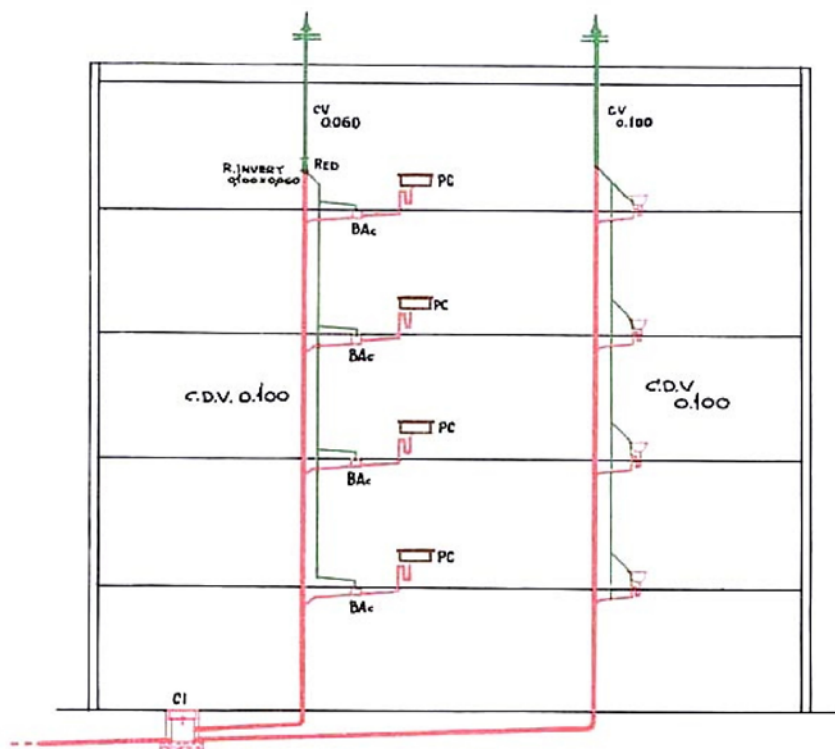 CV
0.060
CV
0.100
R.INVERT
0,100x0,060
RED
PC
BAc
PC
BAc
C.D.V. 0.100
C.D.V
0.100
PC
BAc
PC
BAc
CI